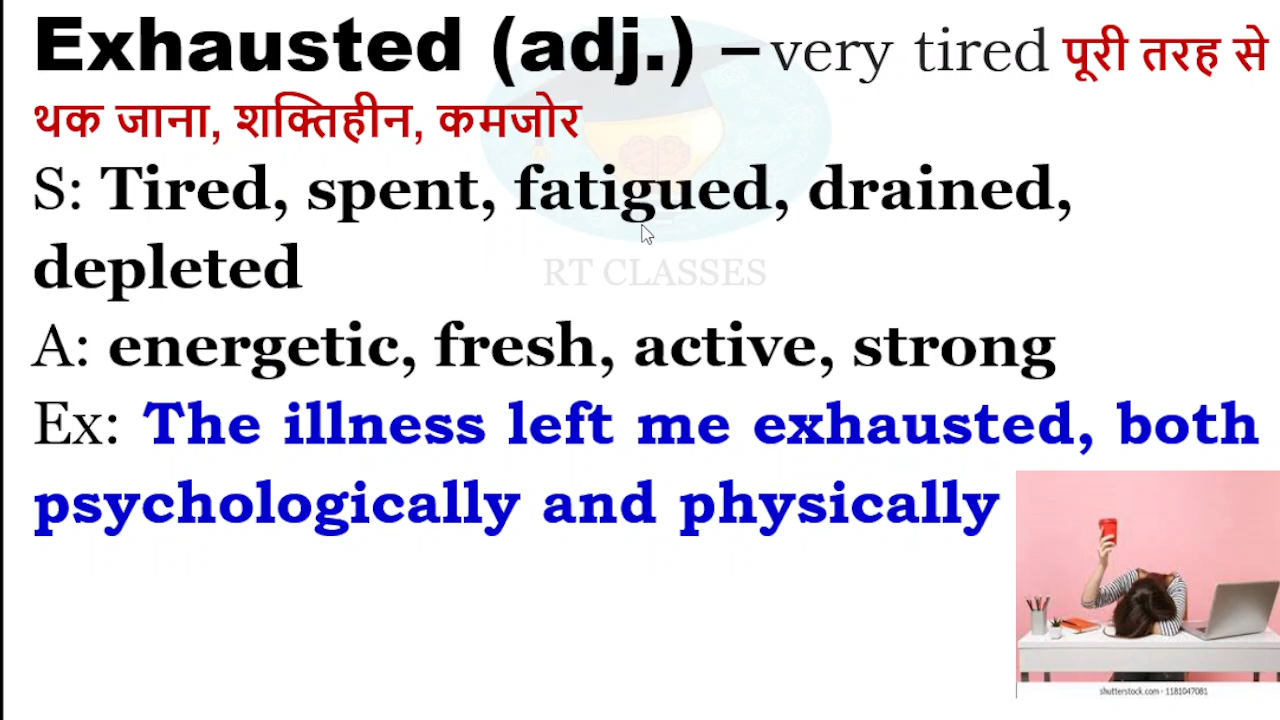 Exhausted (adj.) – very tired पूरी तरह से
थक जाना, शक्तिहीन, कमजोर
S: Tired, spent, fatigued, drained,
depleted
RT CLASSES
A: energetic, fresh, active, strong
Ex: The illness left me exhausted, both
psychologically and physically
shutterstock.com · 1181047081